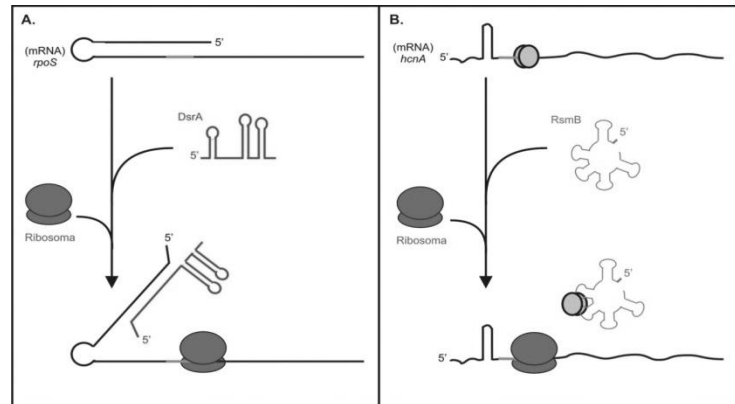 A.
5'
(mRNA)
rpoS
DsrA
5'
Ribosoma
5'
5'
B.
(mRNA)
hcnA
5'
RsmB
5'
Ribosoma
5'
5'